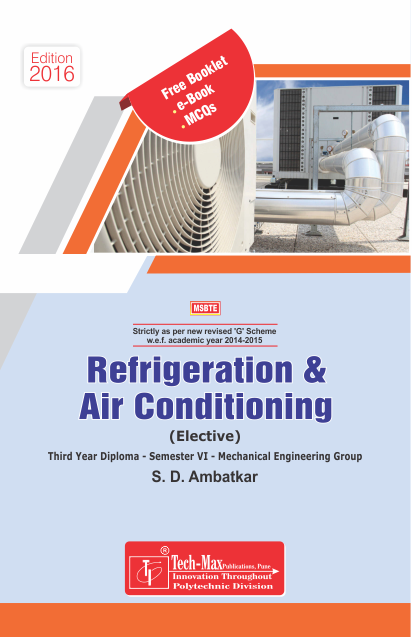 Edition
2016
Free Booklet
• e-Book
• MCQs
MSBTE
Strictly as per new revised 'G' Scheme
w.e.f. academic year 2014-2015
Refrigeration &
Air Conditioning
(Elective)
Third Year Diploma - Semester VI - Mechanical Engineering Group
S. D. Ambatkar
®
Tech-Max Publications, Pune
Innovation Throughout
Polytechnic Division